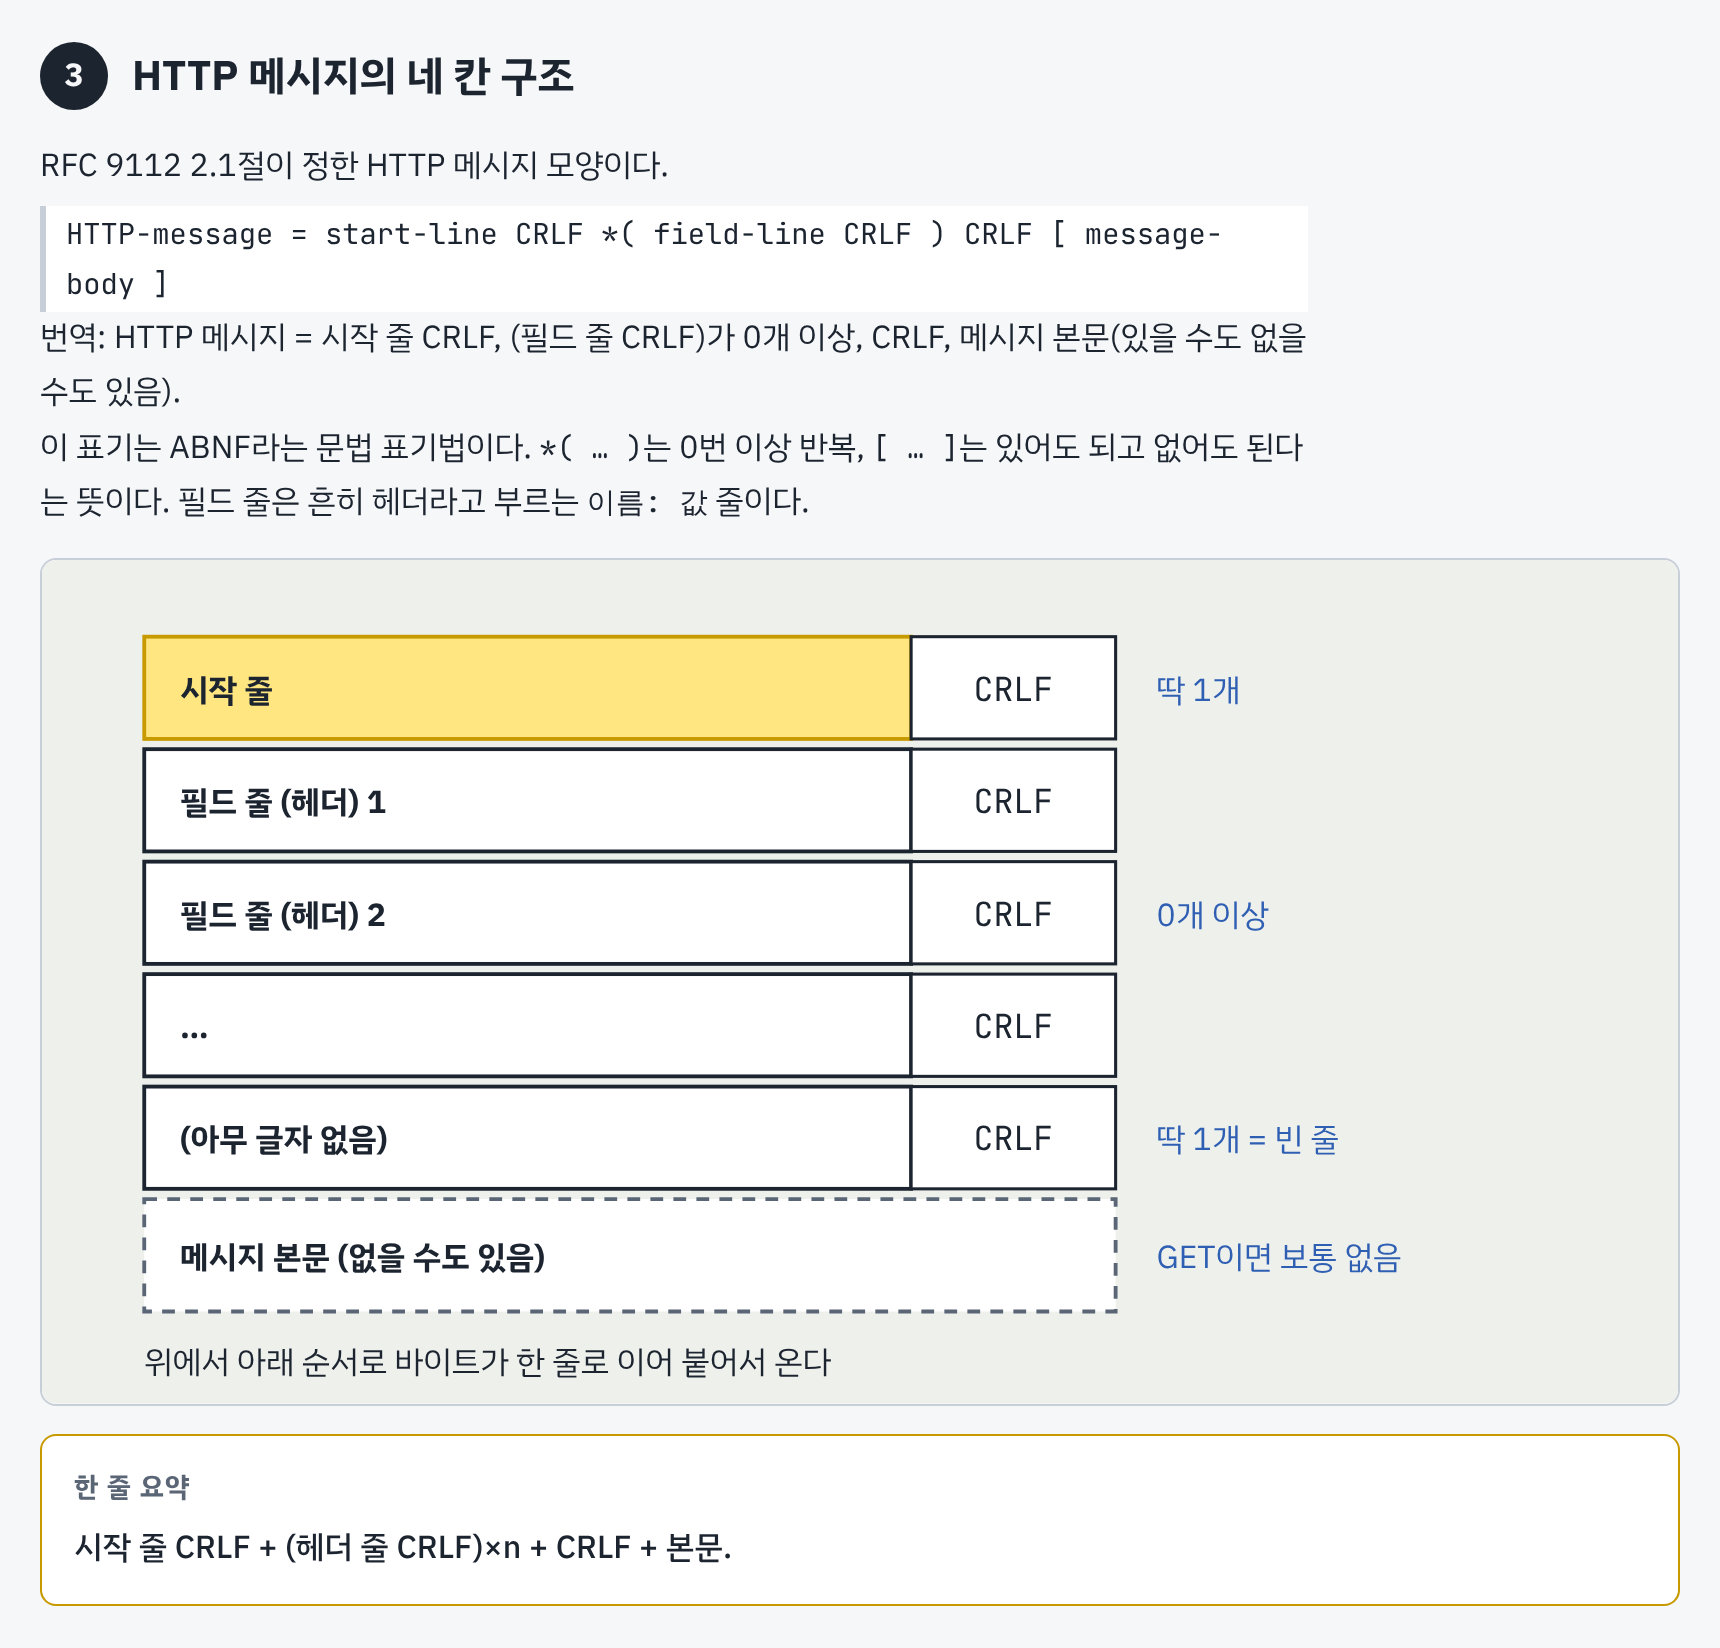 3 HTTP 메시지의 네 칸 구조
RFC 9112 2.1절이 정한 HTTP 메시지 모양이다.
HTTP-message = start-line CRLF *( field-line CRLF ) CRLF [ message-
body ]
번역: HTTP 메시지 = 시작 줄 CRLF, (필드 줄 CRLF)가 0개 이상, CRLF, 메시지 본문(있을 수도 없을
수도 있음).
이 표기는 ABNF라는 문법 표기법이다. *( … )는 0번 이상 반복, [ … ]는 있어도 되고 없어도 된다
는 뜻이다. 필드 줄은 흔히 헤더라고 부르는 이름: 값 줄이다.
시작 줄 CRLF 딱 1개
필드 줄 (헤더) 1 CRLF
필드 줄 (헤더) 2 CRLF 0개 이상
... CRLF
(아무 글자 없음) CRLF 딱 1개 = 빈 줄
메시지 본문 (없을 수도 있음) GET이면 보통 없음
위에서 아래 순서로 바이트가 한 줄로 이어 붙어서 온다
한 줄 요약
시작 줄 CRLF + (헤더 줄 CRLF)×n + CRLF + 본문.